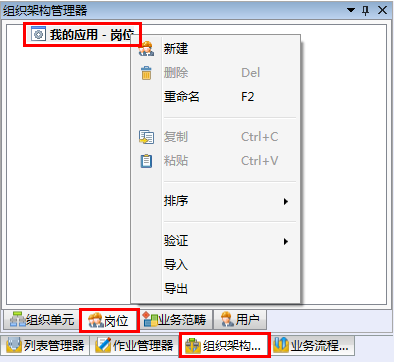 组织架构管理器
我的应用 - 岗位
新建
删除 Del
重命名 F2
复制 Ctrl+C
粘贴 Ctrl+V
排序
验证
导入
导出
组织单元 岗位 业务范畴 用户
列表管理器 作业管理器 组织架构... 业务流程...